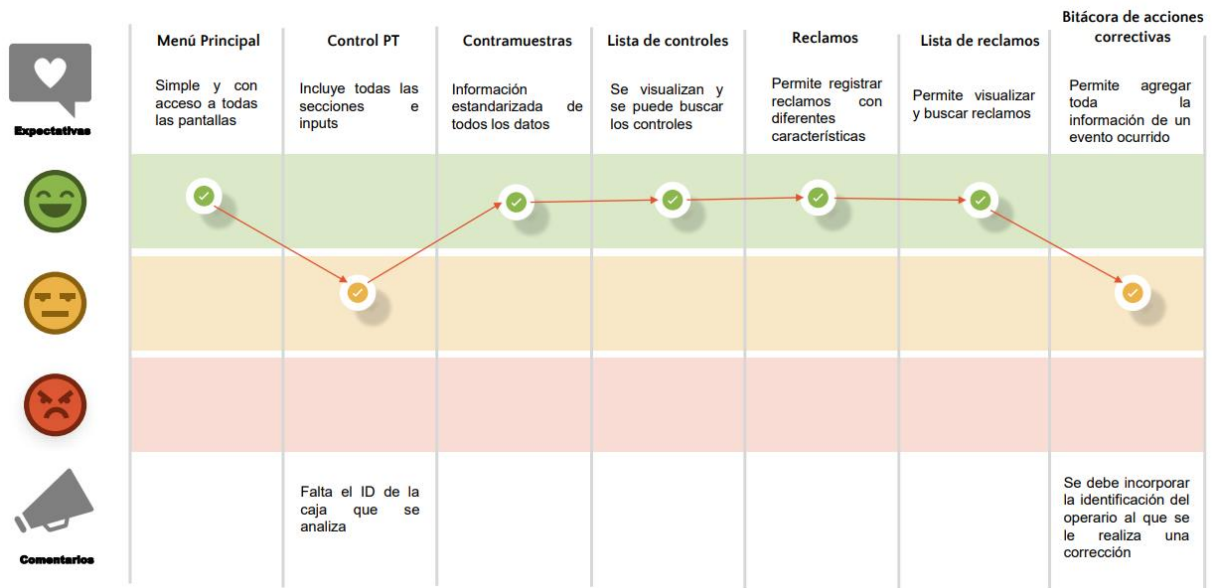 Menú Principal
Simple y con
acceso a todas
las pantallas
Control PT
Incluye todas las
secciones e
inputs
Contramuestras
Información
estandarizada de
todos los datos
Lista de controles
Se visualizan y
se puede buscar
los controles
Reclamos
Permite registrar
reclamos con
diferentes
características
Lista de reclamos
Permite visualizar
y buscar reclamos
Bitácora de acciones
correctivas
Permite agregar
toda la
información de un
evento ocurrido
Expectativas
Falta el ID de la
caja que se
analiza
Se debe incorporar
la identificación del
operario al que se
le realiza una
corrección
Comentarios